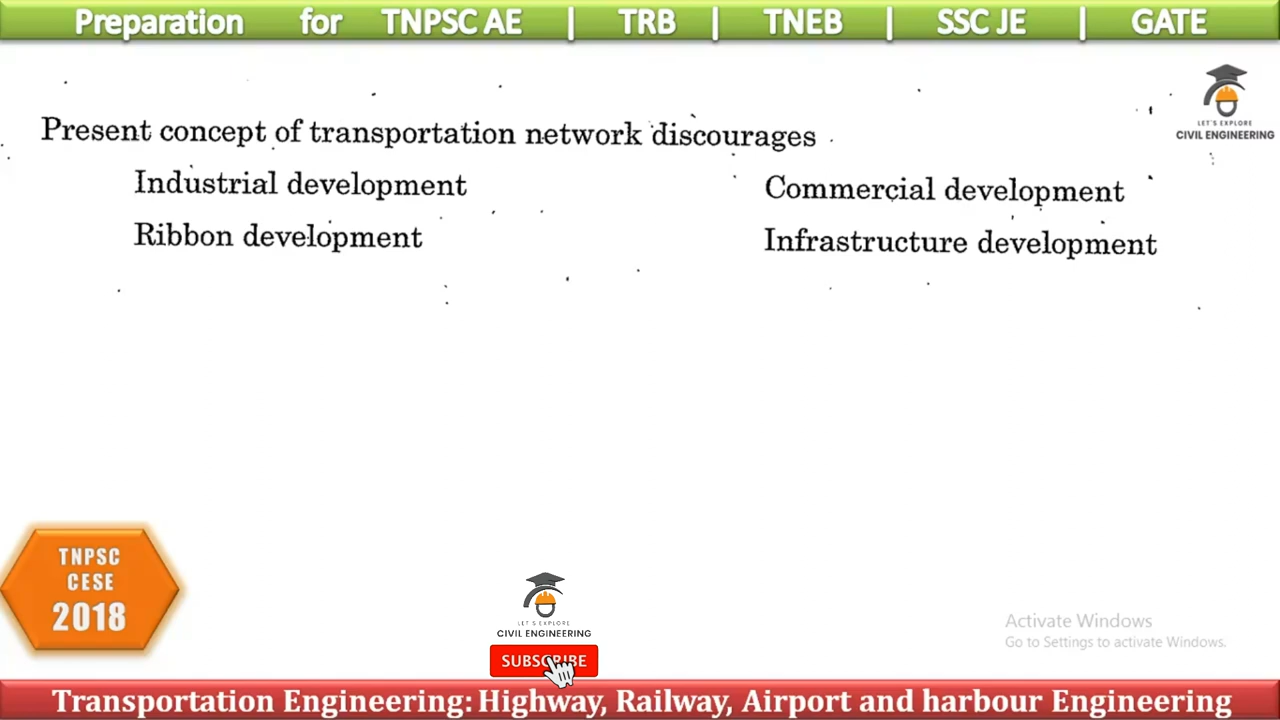 Preparation for TNPSC AE | TRB | TNEB | SSC JE | GATE
LET'S EXPLORE
CIVIL ENGINEERING
Present concept of transportation network discourages
Industrial development Commercial development
Ribbon development Infrastructure development
TNPSC
CESE
2018
LET'S EXPLORE
CIVIL ENGINEERING
SUBSCRIBE
Activate Windows
Go to Settings to activate Windows.
Transportation Engineering: Highway, Railway, Airport and harbour Engineering